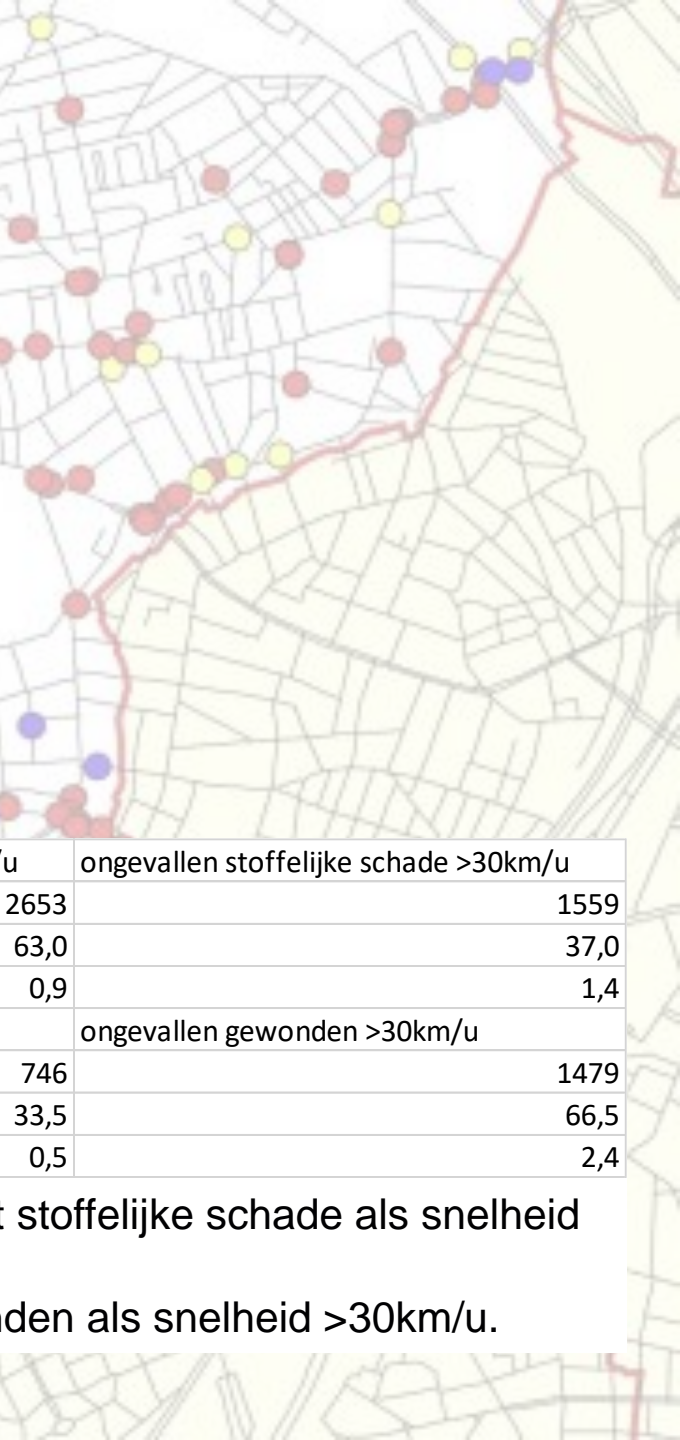 /u ongevallen stoffelijke schade >30km/u
2653 1559
63,0 37,0
0,9 1,4
ongevallen gewonden >30km/u
746 1479
33,5 66,5
0,5 2,4
t stoffelijke schade als snelheid
nden als snelheid >30km/u.